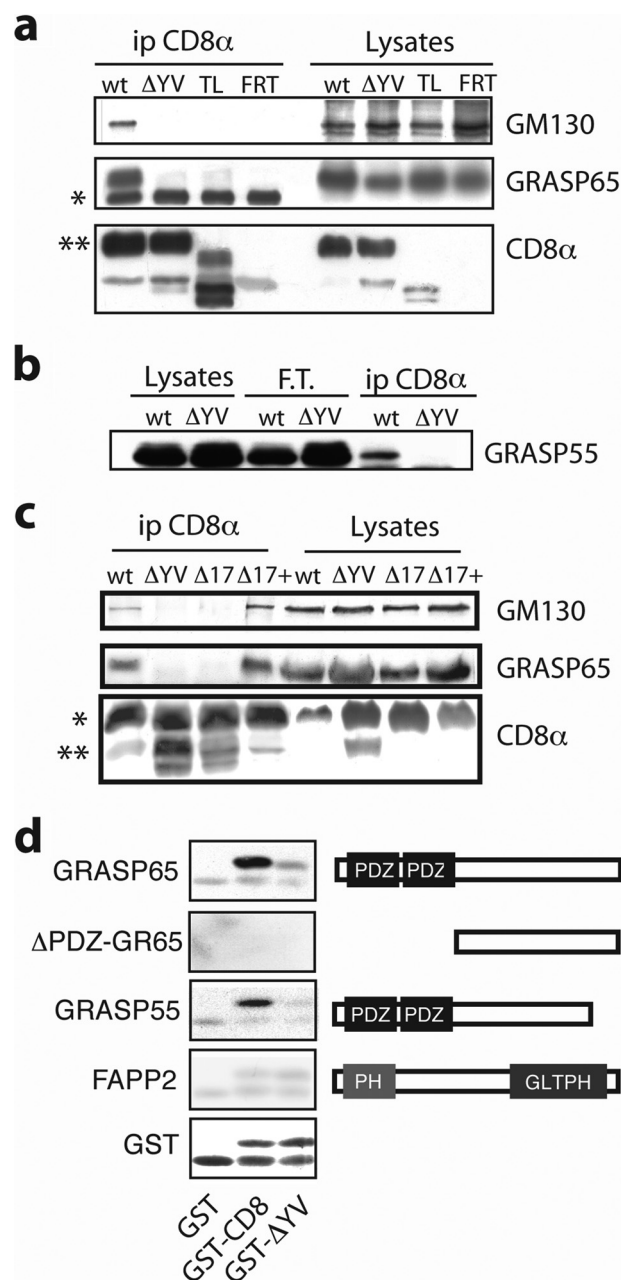 a
ip CD8α Lysates
wt ΔYV TL FRT wt ΔYV TL FRT
GM130
* GRASP65
** CD8α
b
Lysates F.T. ip CD8α
wt ΔYV wt ΔYV wt ΔYV
GRASP55
c
ip CD8α Lysates
wt ΔYV Δ17 Δ17+ wt ΔYV Δ17 Δ17+
GM130
GRASP65
* CD8α
**
d
GRASP65 PDZ PDZ
ΔPDZ-GR65
GRASP55 PDZ PDZ
FAPP2 PH GLTPH
GST
GST GST-CD8 GST-ΔYV